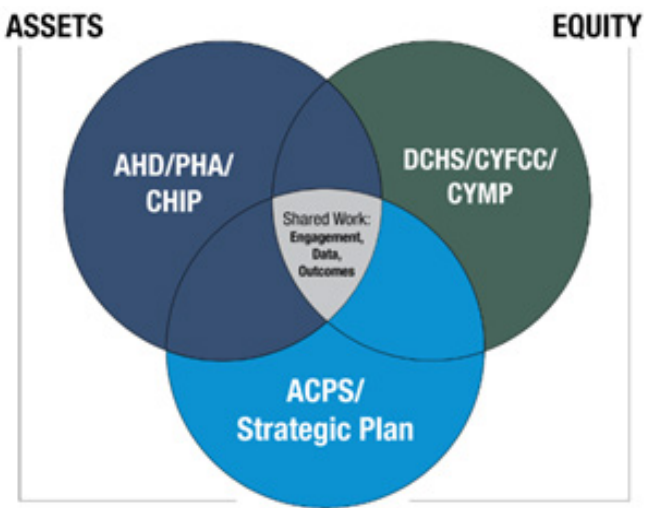 ASSETS
EQUITY
AHD/PHA/
CHIP
DCHS/CYFCC/
CYMP
Shared Work:
Engagement,
Data,
Outcomes
ACPS/
Strategic Plan